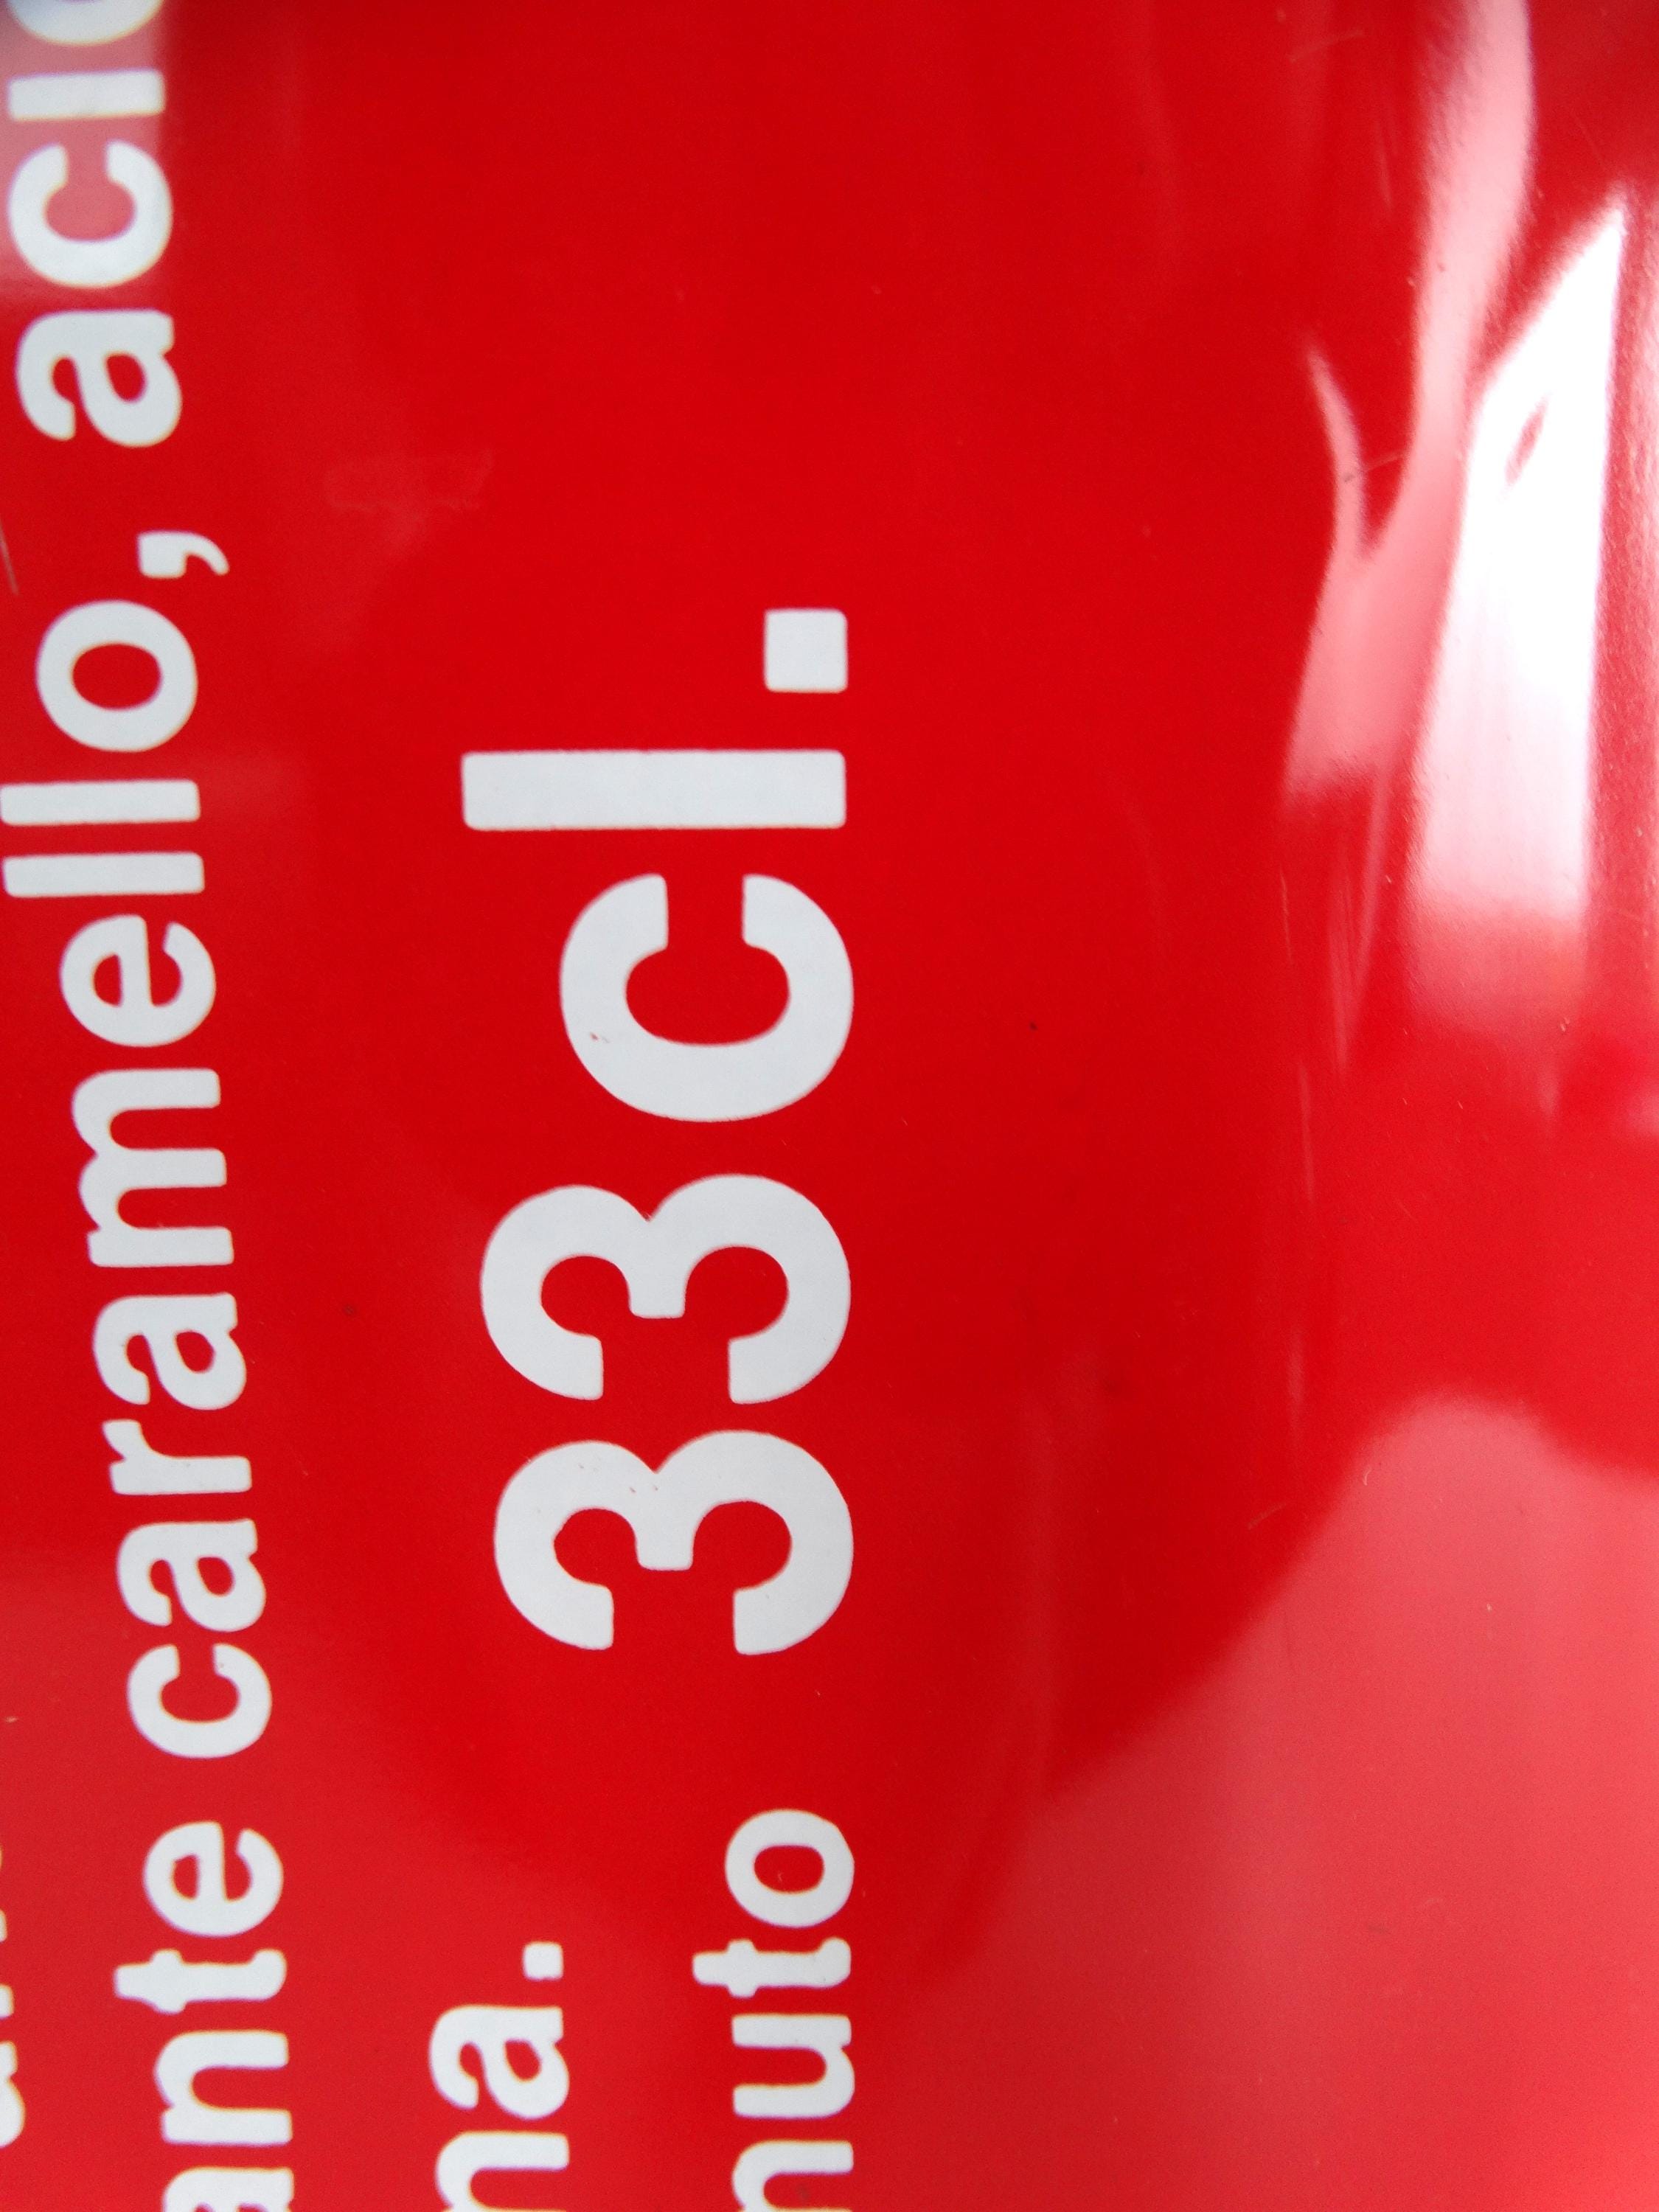 ante caramello, acid
na.
nuto 33cl.